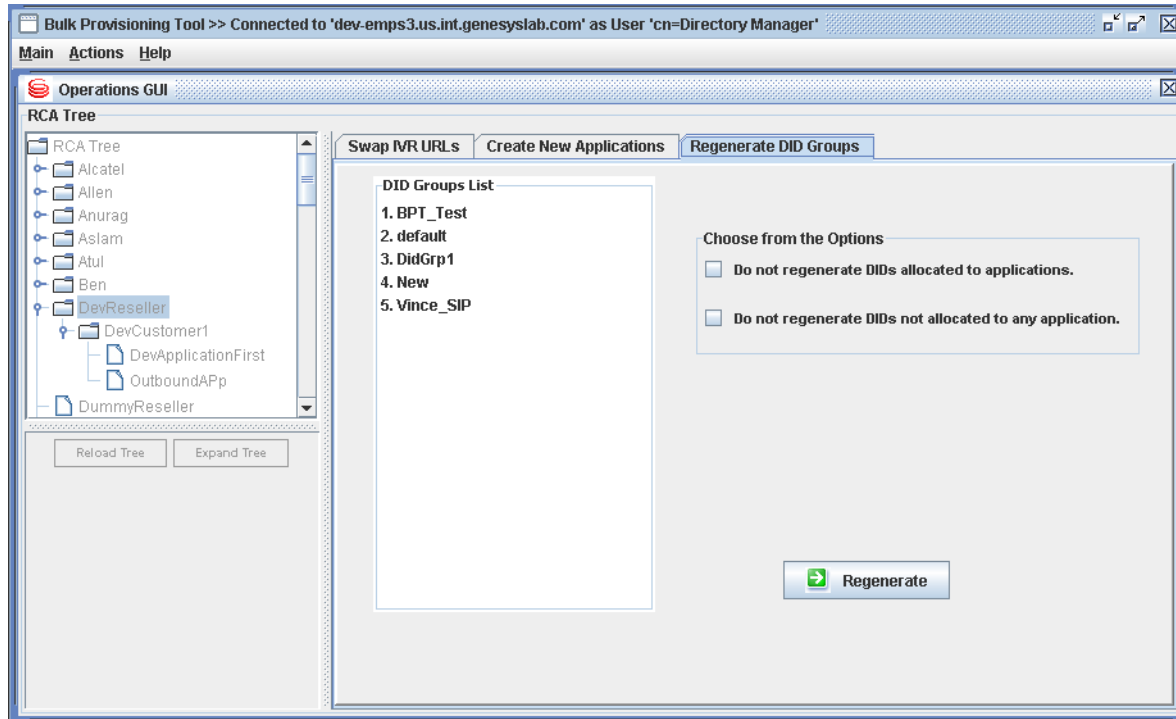 Bulk Provisioning Tool >> Connected to 'dev-emps3.us.int.genesyslab.com' as User 'cn=Directory Manager'
Main Actions Help
Operations GUI
RCA Tree
RCA Tree
Alcatel
Allen
Anurag
Aslam
Atul
Ben
DevReseller
DevCustomer1
DevApplicationFirst
OutboundAPp
DummyReseller
Reload Tree Expand Tree
Swap IVR URLs Create New Applications Regenerate DID Groups
DID Groups List
1. BPT_Test
2. default
3. DidGrp1
4. New
5. Vince_SIP
Choose from the Options
Do not regenerate DIDs allocated to applications.
Do not regenerate DIDs not allocated to any application.
Regenerate